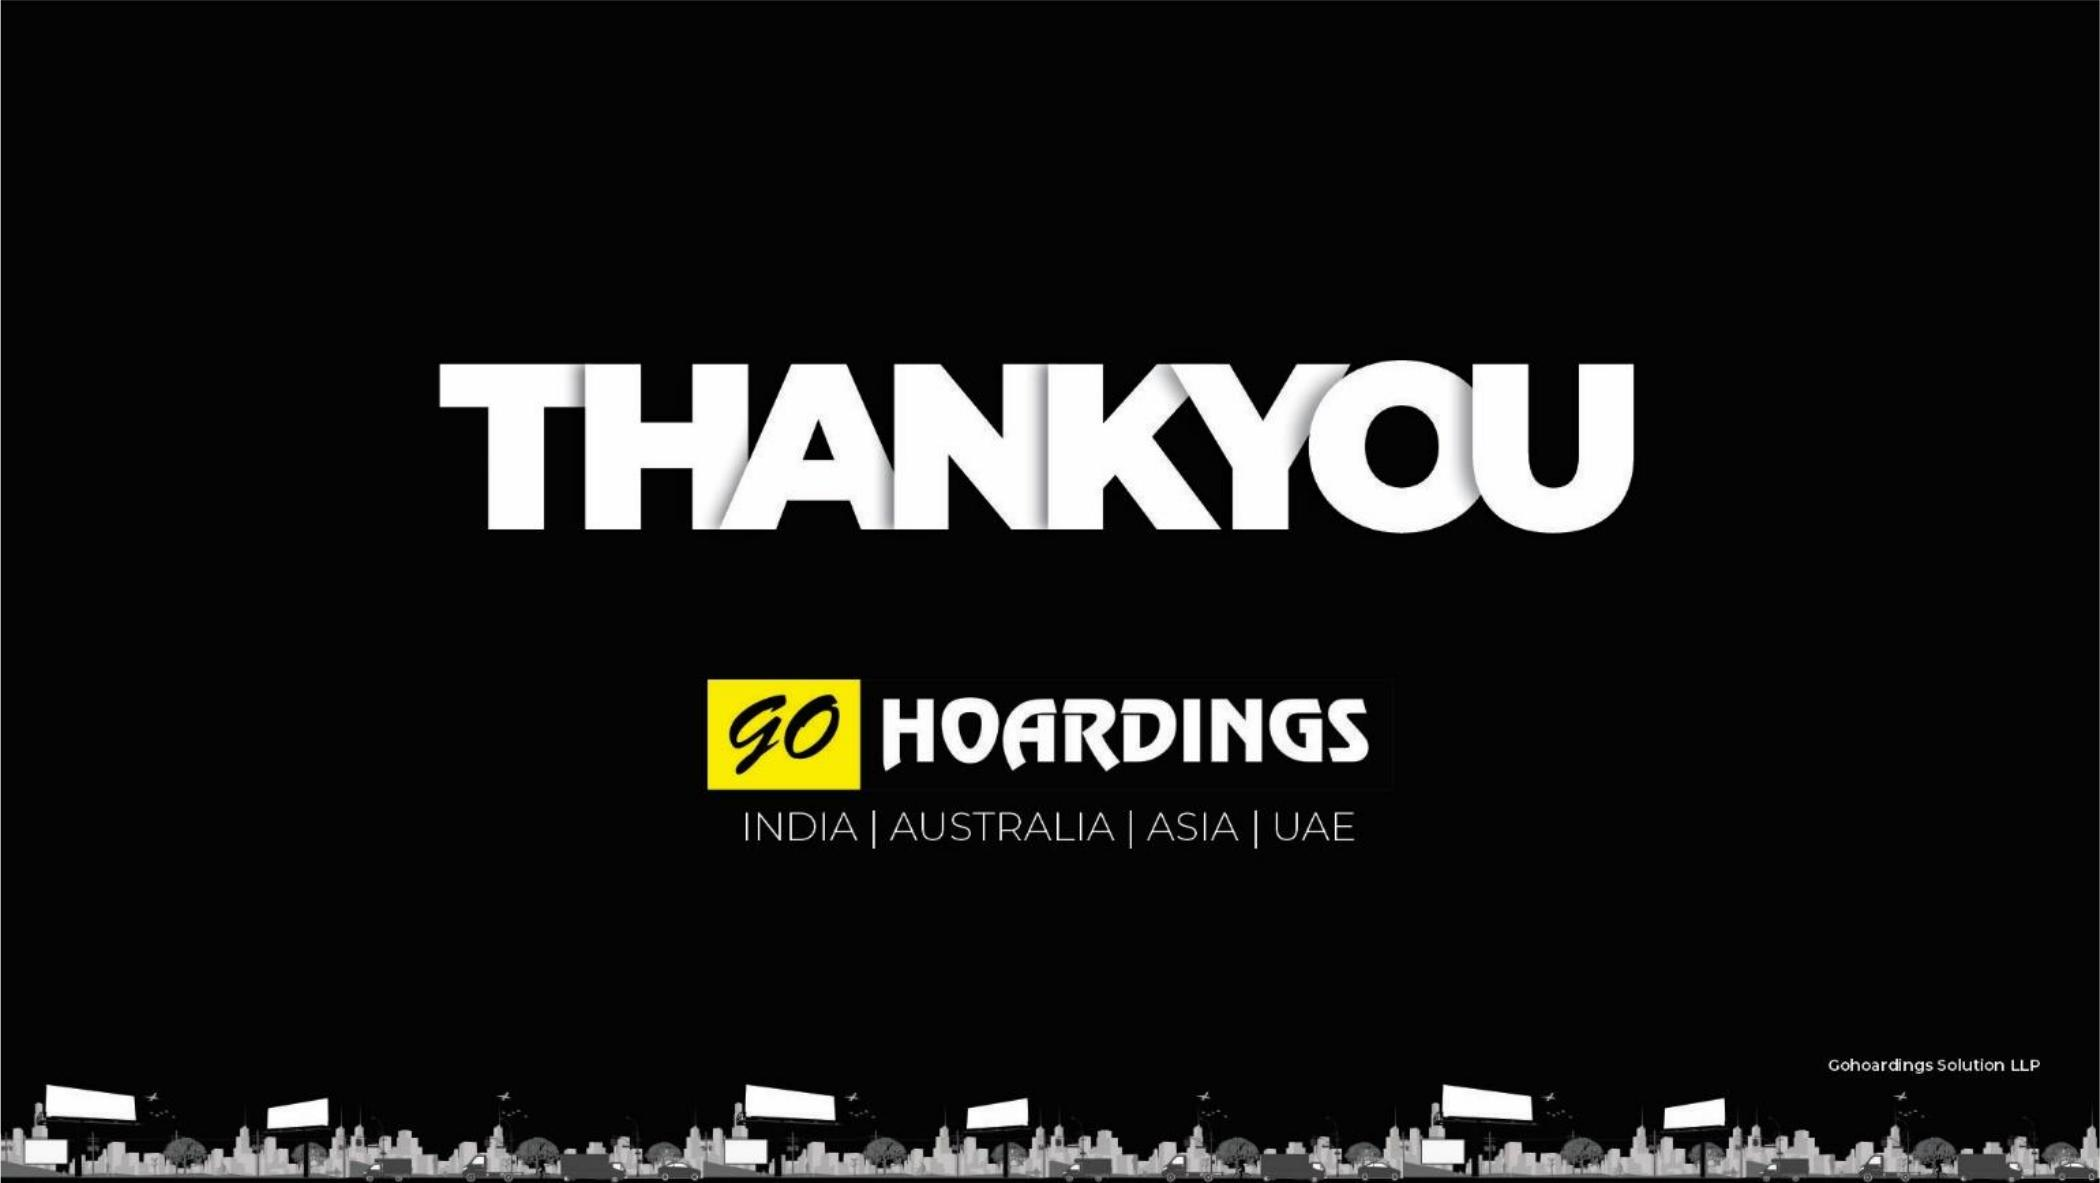 THANKYOU
GO HOARDINGS
INDIA | AUSTRALIA | ASIA | UAE
Gohoardings Solution LLP